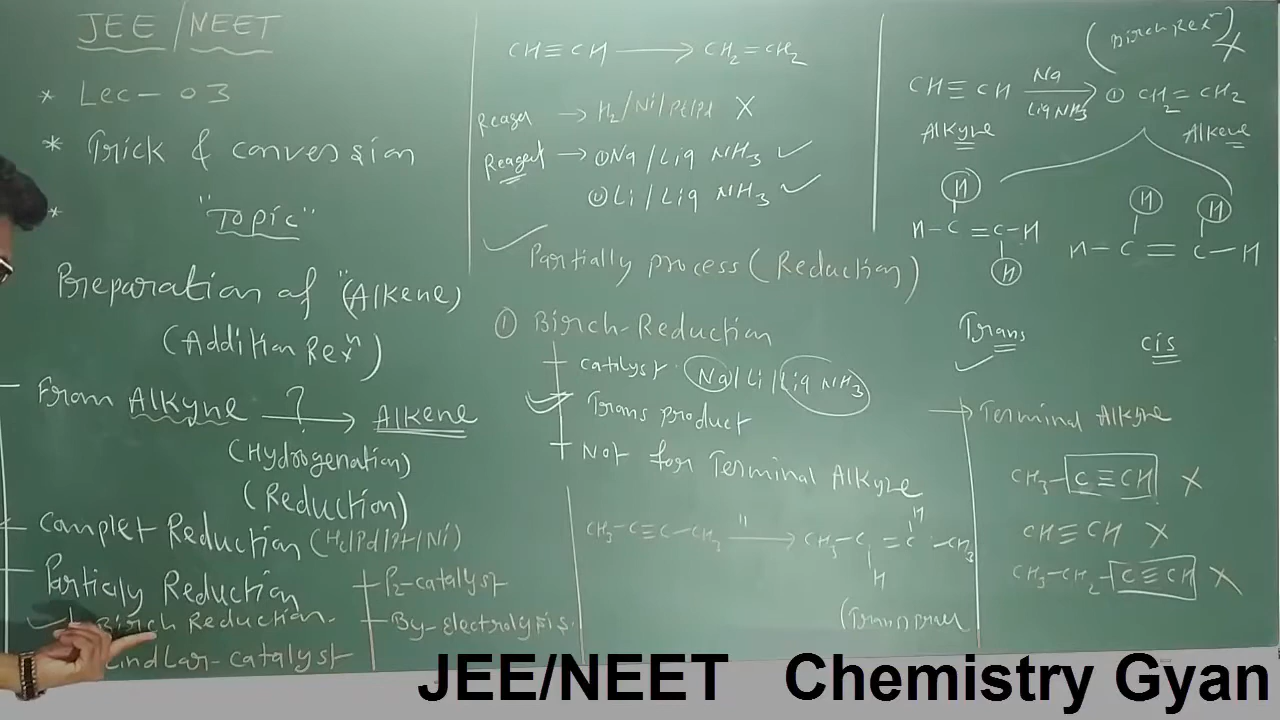 JEE/NEET
* Lec-03
* Trick & conversion
* "Topic"
Preparation of "(Alkene)
(Addition Rexn)
From Alkyne ? → Alkene
(Hydrogenation)
(Reduction)
Complet Reduction (H2/Pd/Pt/Ni)
Partialy Reduction
Birch Reduction.
Lindlar-catalyst
P2-catalyst
By-electrolysis.
CH≡CH → CH2=CH2
Reager → H2/Ni/Pt/Pd X
Reagent → ① Na/Liq NH3 ✓
② Li/Liq NH3 ✓
✓ Partially process (Reduction)
① Birch-Reduction
catalyst. Na/Li/Liq NH3
✓ Trans product
Not for Terminal Alkyne
CH3-C≡C-CH3 " → CH3-C=C-CH3
H
H
(Trans
(Birch Rexn) X
CH≡CH Na Liq NH3 → ① CH2=CH2
Alkyne Alkene
H
H-C=C-H
H
H H
H-C=C-H
Trans ✓
cis
→ Terminal Alkyne
CH3-C≡CH X
CH≡CH X
CH3-CH2-C≡CH X
JEE/NEET Chemistry Gyan